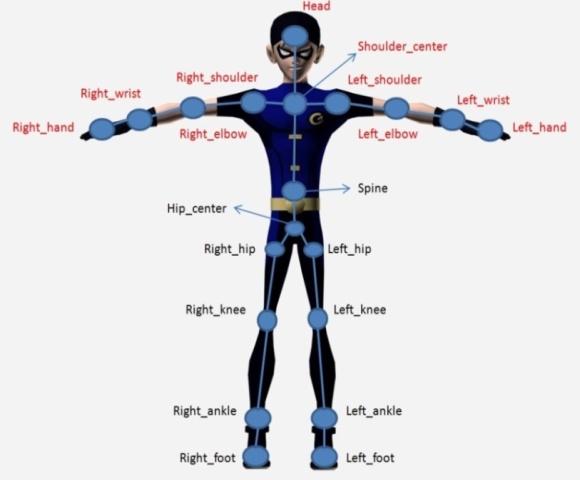 Head
Shoulder_center
Right_shoulder
Left_shoulder
Right_wrist
Left_wrist
Right_hand
Right_elbow
Left_elbow
Left_hand
Spine
Hip_center
Right_hip
Left_hip
Right_knee
Left_knee
Right_ankle
Left_ankle
Right_foot
Left_foot